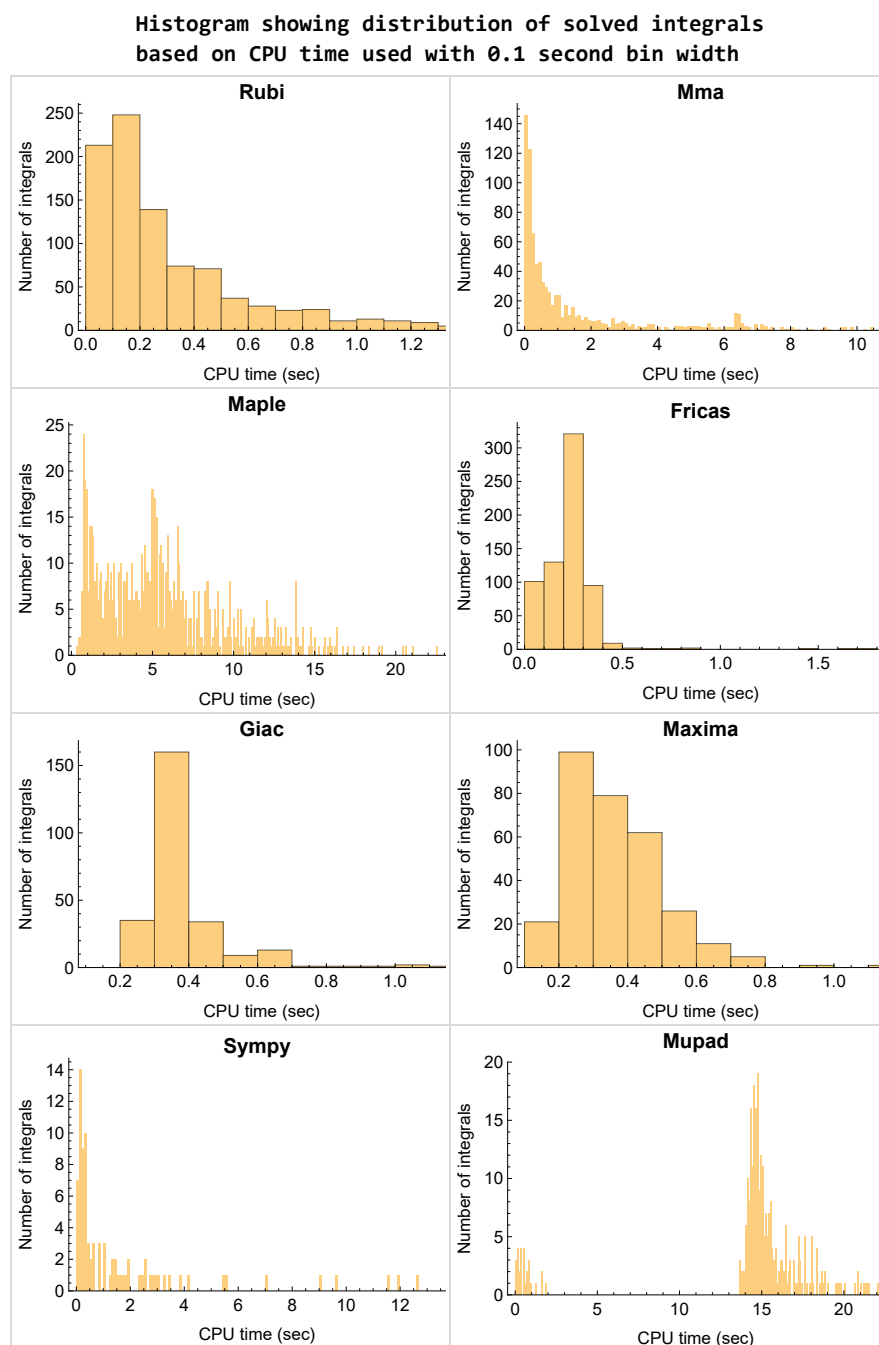 Histogram showing distribution of solved integrals
based on CPU time used with 0.1 second bin width
Rubi
Number of integrals
250
200
150
100
50
0
0.0 0.2 0.4 0.6 0.8 1.0 1.2
CPU time (sec)
Mma
Number of integrals
140
120
100
80
60
40
20
0
0 2 4 6 8 10
CPU time (sec)
Maple
Number of integrals
25
20
15
10
5
0
0 5 10 15 20
CPU time (sec)
Fricas
Number of integrals
300
250
200
150
100
50
0
0.0 0.5 1.0 1.5
CPU time (sec)
Giac
Number of integrals
150
100
50
0
0.2 0.4 0.6 0.8 1.0
CPU time (sec)
Maxima
Number of integrals
100
80
60
40
20
0
0.2 0.4 0.6 0.8 1.0
CPU time (sec)
Sympy
Number of integrals
14
12
10
8
6
4
2
0
0 2 4 6 8 10 12
CPU time (sec)
Mupad
Number of integrals
20
15
10
5
0
0 5 10 15 20
CPU time (sec)